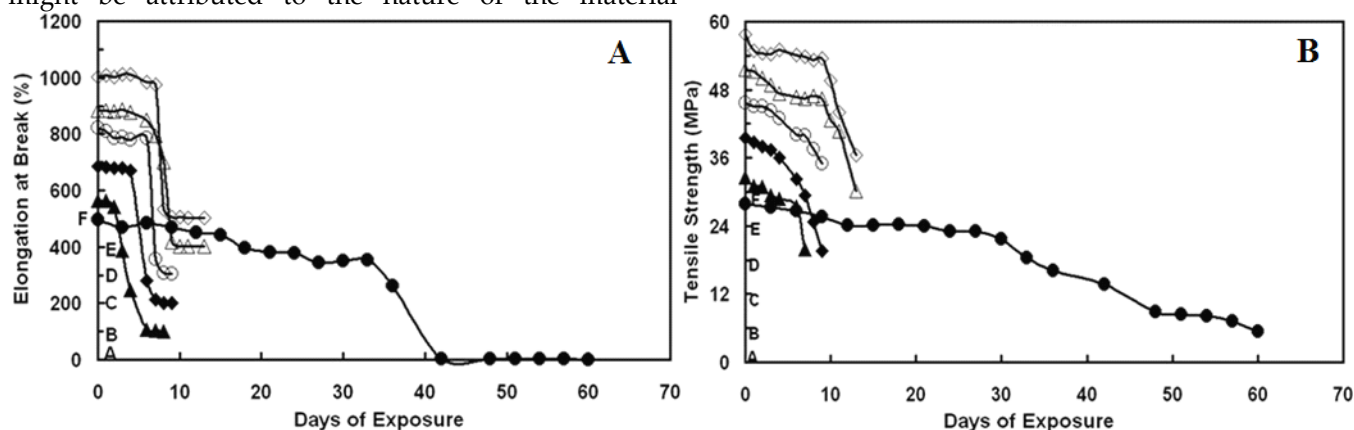 might be attributed to the nature of the material
1200
1000
800
600
400
200
0
Elongation at Break (%)
A
F
E
D
C
B
A
0 10 20 30 40 50 60 70
Days of Exposure
60
48
36
24
12
0
Tensile Strength (MPa)
B
F
E
D
C
B
A
0 10 20 30 40 50 60 70
Days of Exposure